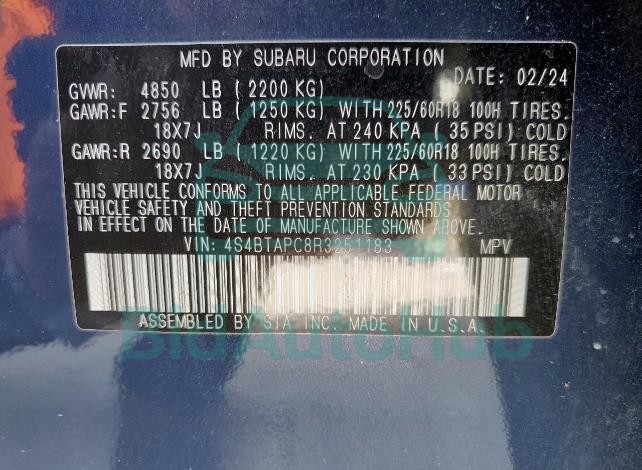 MFD BY SUBARU CORPORATION
DATE: 02/24
GVWR: 4850 LB (2200 KG)
GAWR:F 2756 LB (1250 KG) WITH 225/60R18 100H TIRES.
18X7J RIMS. AT 240 KPA (35 PSI) COLD
GAWR:R 2690 LB (1220 KG) WITH 225/60R18 100H TIRES.
18X7J RIMS. AT 230 KPA (33 PSI) COLD
THIS VEHICLE CONFORMS TO ALL APPLICABLE FEDERAL MOTOR
VEHICLE SAFETY AND THEFT PREVENTION STANDARDS
IN EFFECT ON THE DATE OF MANUFACTURE SHOWN ABOVE.
VIN: 4S4BTAPC8R3251183 MPV
ASSEMBLED BY SIA INC. MADE IN U.S.A.
BidAutoHub